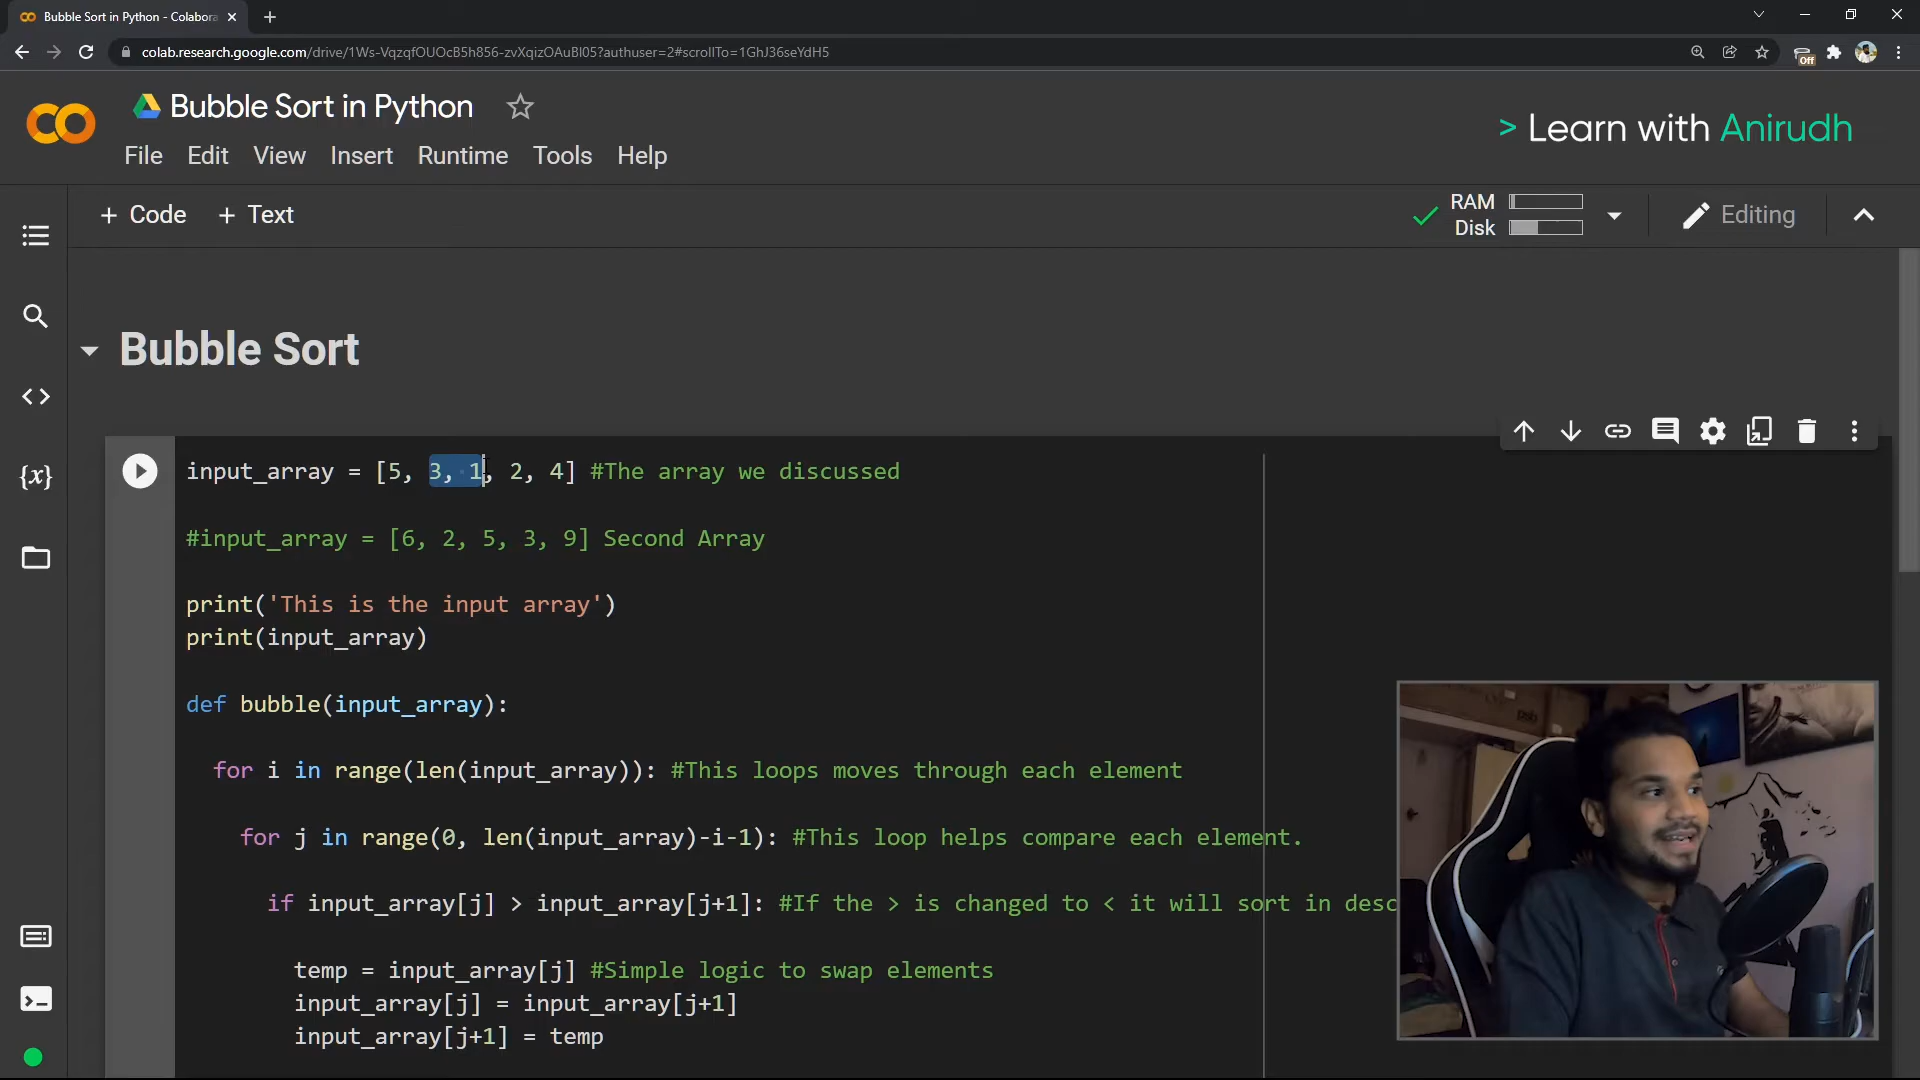 Bubble Sort in Python - Colabora
colab.research.google.com/drive/1Ws-VqzqfOUOcB5h856-zvXqizOAuBl05?authuser=2#scrollTo=1GhJ36seYdH5
Off
Bubble Sort in Python
File Edit View Insert Runtime Tools Help
> Learn with Anirudh
+ Code + Text
RAM
Disk
Editing
Bubble Sort
{x}
input_array = [5, 3, 1, 2, 4] #The array we discussed
#input_array = [6, 2, 5, 3, 9] Second Array
print('This is the input array')
print(input_array)
def bubble(input_array):
for i in range(len(input_array)): #This loops moves through each element
for j in range(0, len(input_array)-i-1): #This loop helps compare each element.
if input_array[j] > input_array[j+1]: #If the > is changed to < it will sort in desc
temp = input_array[j] #Simple logic to swap elements
input_array[j] = input_array[j+1]
input_array[j+1] = temp